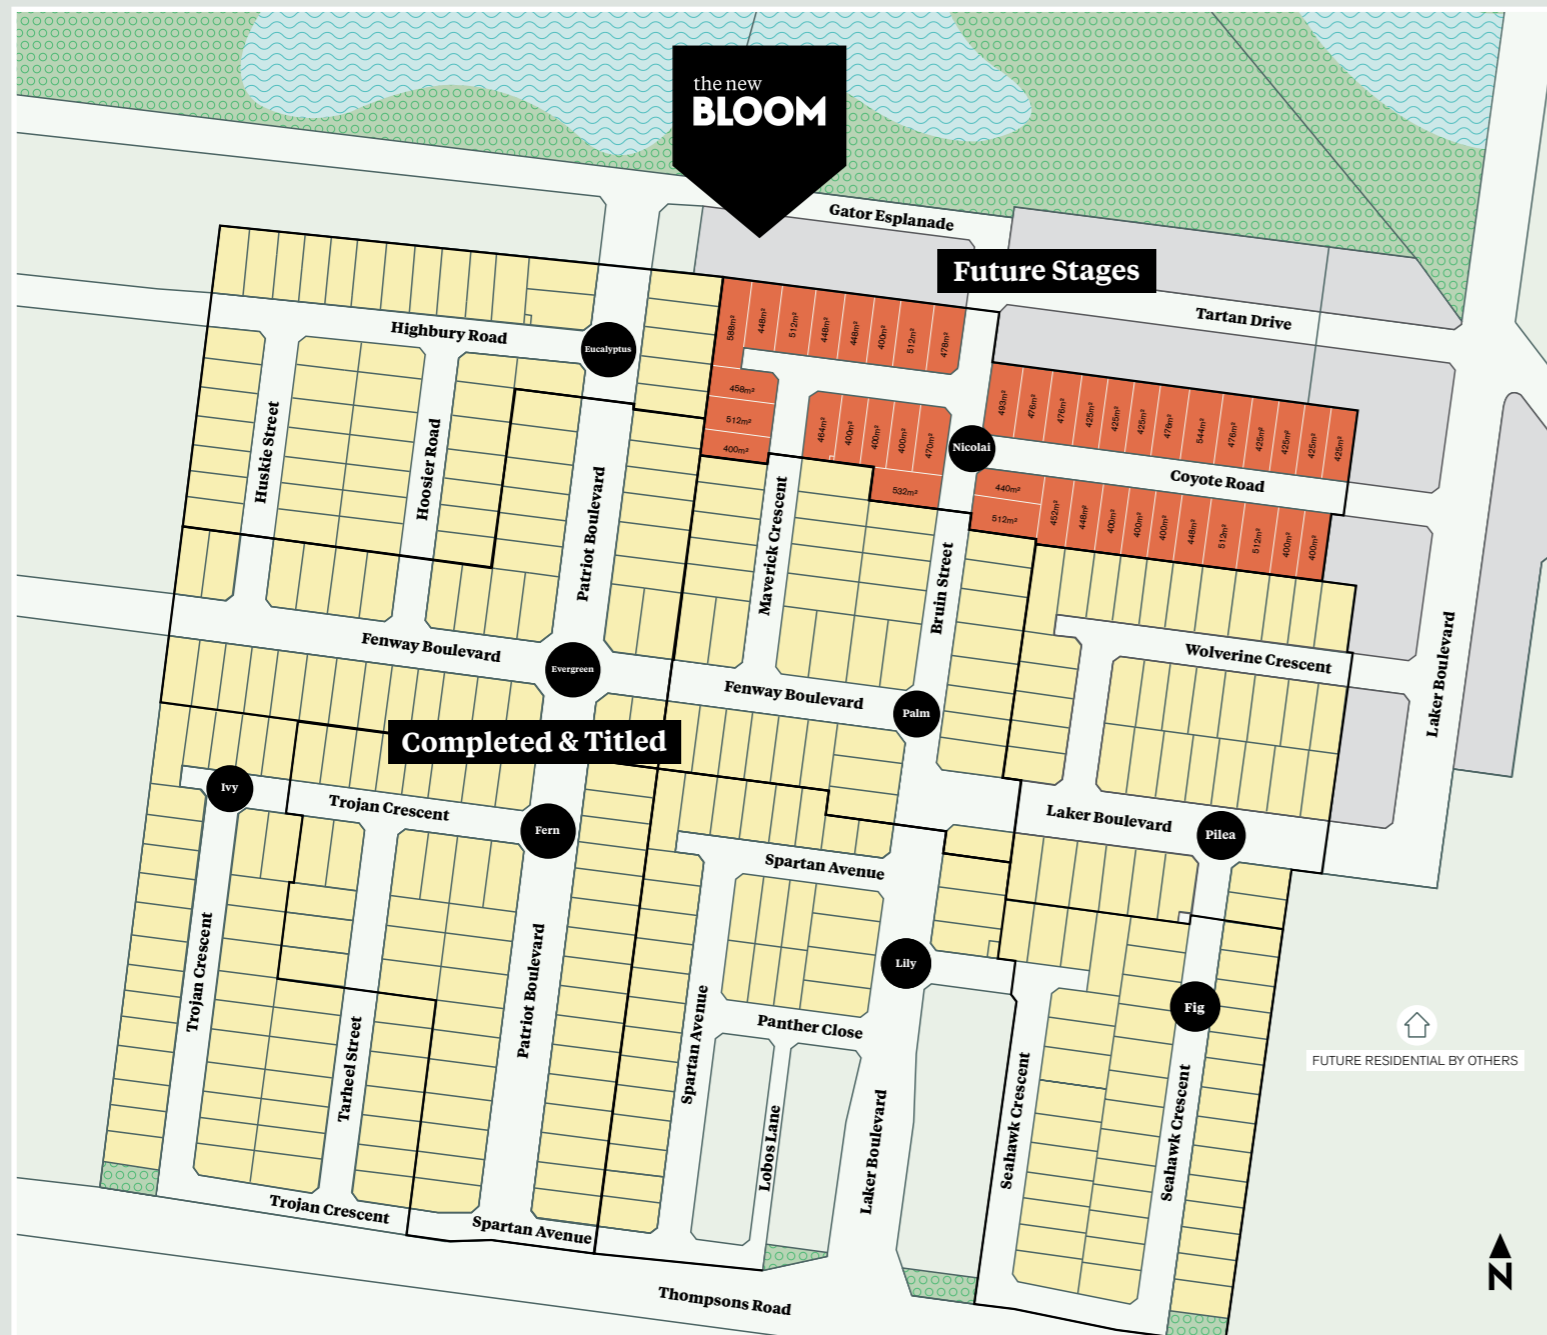 the new
BLOOM
Gator Esplanade
Future Stages
Tartan Drive
Highbury Road
Eucalyptus
588m²
448m²
512m²
448m²
448m²
400m²
512m²
478m²
458m²
512m²
400m²
464m²
400m²
400m²
400m²
470m²
532m²
Nicolai
493m²
476m²
476m²
425m²
425m²
425m²
476m²
544m²
476m²
425m²
425m²
425m²
425m²
Coyote Road
440m²
512m²
452m²
448m²
400m²
400m²
400m²
448m²
512m²
512m²
400m²
400m²
Huskie Street
Hoosier Road
Patriot Boulevard
Maverick Crescent
Bruin Street
Wolverine Crescent
Laker Boulevard
Fenway Boulevard
Evergreen
Fenway Boulevard
Palm
Completed & Titled
Ivy
Trojan Crescent
Fern
Laker Boulevard
Pilea
Spartan Avenue
Trojan Crescent
Patriot Boulevard
Lily
Tarheel Street
Spartan Avenue
Panther Close
Fig
FUTURE RESIDENTIAL BY OTHERS
Lobos Lane
Laker Boulevard
Seahawk Crescent
Seahawk Crescent
Trojan Crescent
Spartan Avenue
Thompsons Road
N